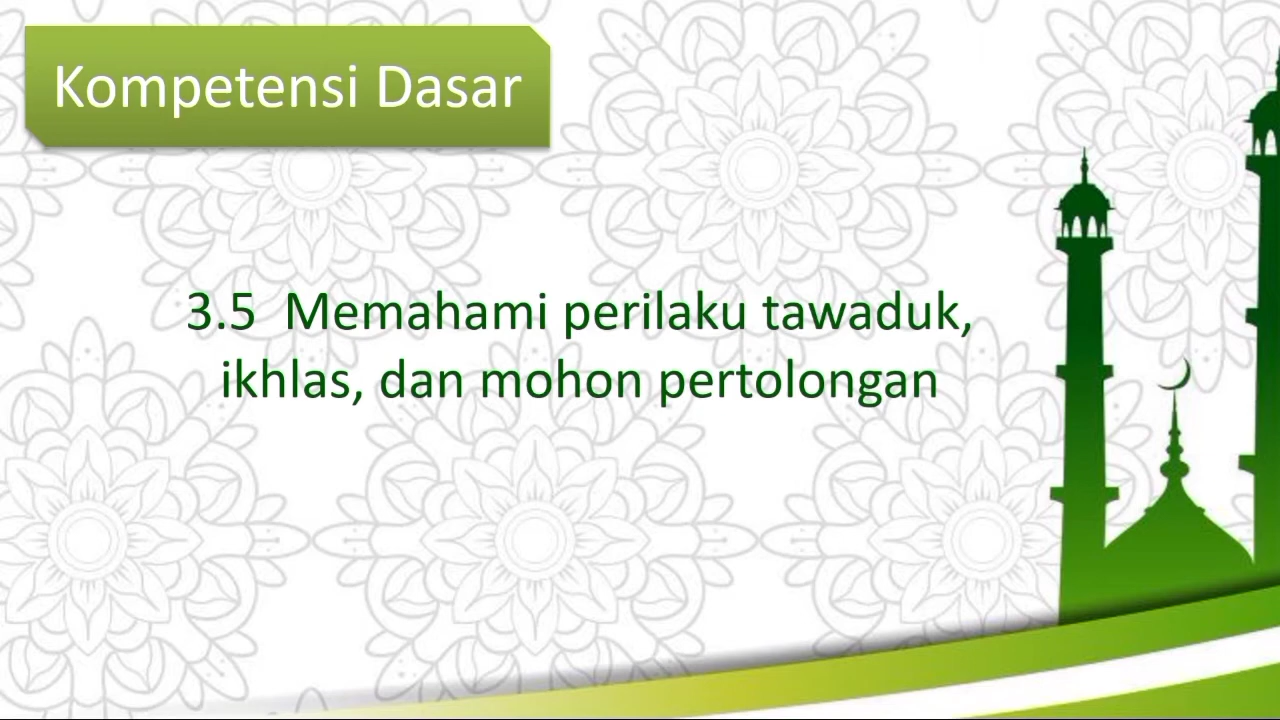 Kompetensi Dasar
3.5  Memahami perilaku tawaduk,
ikhlas, dan mohon pertolongan